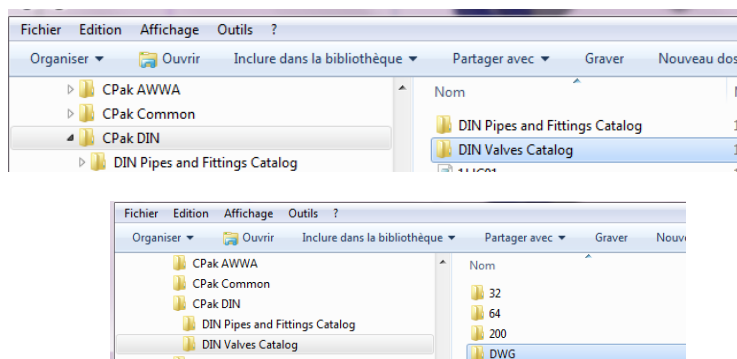 Fichier Edition Affichage Outils ?
Organiser Ouvrir Inclure dans la bibliothèque Partager avec Graver Nouveau dos
CPak AWWA
CPak Common
CPak DIN
DIN Pipes and Fittings Catalog
Nom
DIN Pipes and Fittings Catalog
DIN Valves Catalog
Fichier Edition Affichage Outils ?
Organiser Ouvrir Inclure dans la bibliothèque Partager avec Graver Nouv
CPak AWWA
CPak Common
CPak DIN
DIN Pipes and Fittings Catalog
DIN Valves Catalog
Nom
32
64
200
DWG